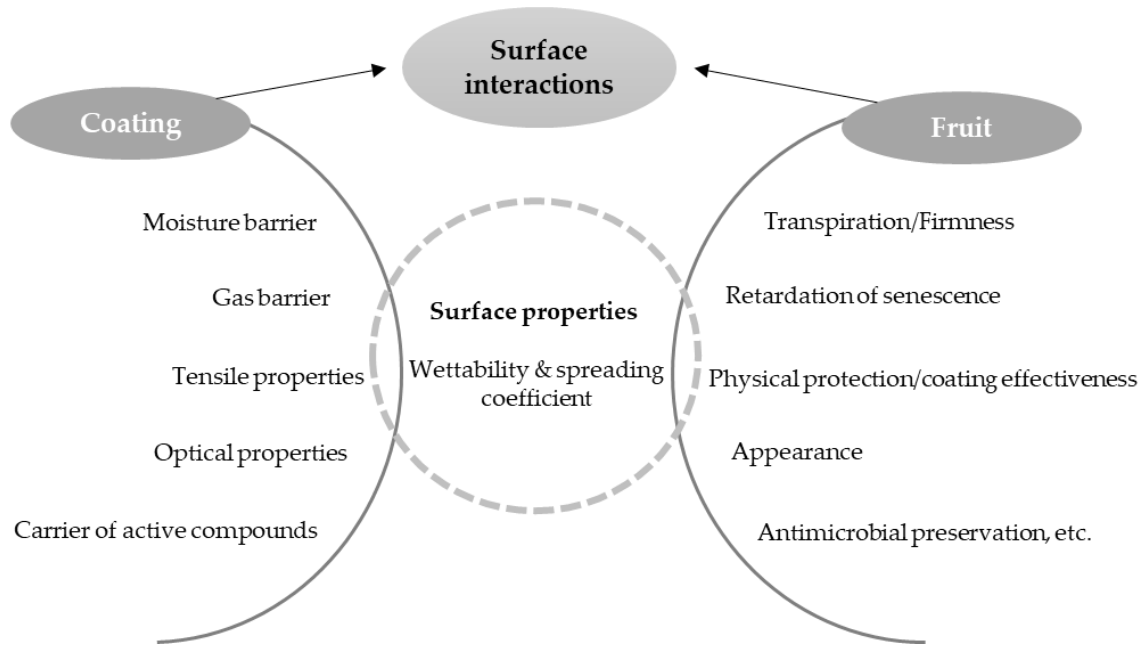 Surface
interactions
Coating
Fruit
Moisture barrier
Gas barrier
Tensile properties
Optical properties
Carrier of active compounds
Surface properties
Wettability & spreading
coefficient
Transpiration/Firmness
Retardation of senescence
Physical protection/coating effectiveness
Appearance
Antimicrobial preservation, etc.